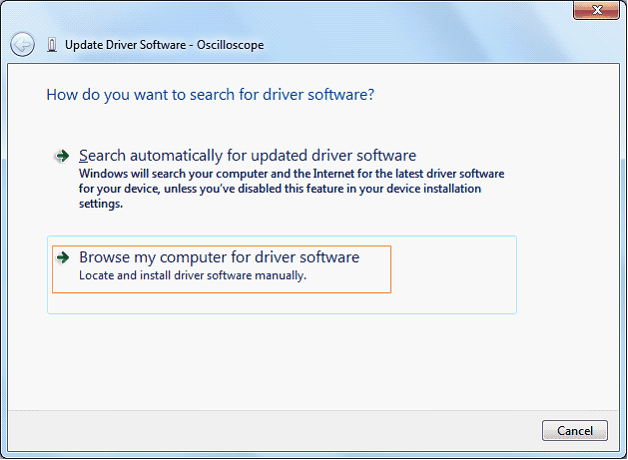 Update Driver Software - Oscilloscope
How do you want to search for driver software?
Search automatically for updated driver software
Windows will search your computer and the Internet for the latest driver software
for your device, unless you've disabled this feature in your device installation
settings.
Browse my computer for driver software
Locate and install driver software manually.
Cancel